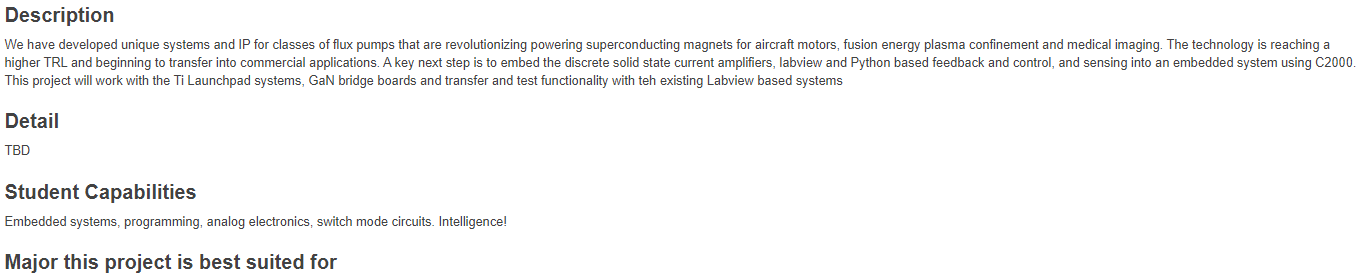 Description
We have developed unique systems and IP for classes of flux pumps that are revolutionizing powering superconducting magnets for aircraft motors, fusion energy plasma confinement and medical imaging. The technology is reaching a
higher TRL and beginning to transfer into commercial applications. A key next step is to embed the discrete solid state current amplifiers, labview and Python based feedback and control, and sensing into an embedded system using C2000.
This project will work with the Ti Launchpad systems, GaN bridge boards and transfer and test functionality with teh existing Labview based systems
Detail
TBD
Student Capabilities
Embedded systems, programming, analog electronics, switch mode circuits. Intelligence!
Major this project is best suited for